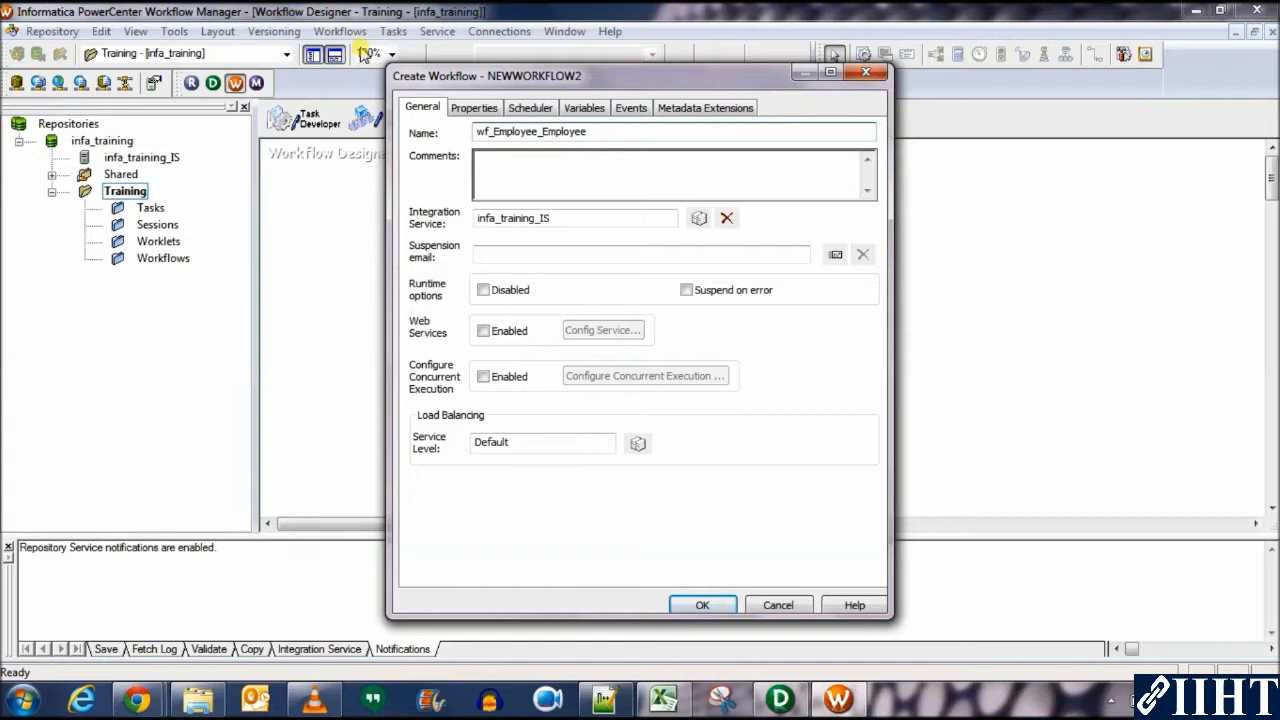 Informatica PowerCenter Workflow Manager - [Workflow Designer - Training - [infa_training]]
Repository Edit View Tools Layout Versioning Workflows Tasks Service Connections Window Help
Training - [infa_training]
R D W M
Create Workflow - NEWWORKFLOW2
General Properties Scheduler Variables Events Metadata Extensions
Repositories
infa_training
infa_training_IS
Shared
Training
Tasks
Sessions
Worklets
Workflows
Task
Developer
Workflow Designe
Name: wf_Employee_Employee
Comments:
Integration
Service: infa_training_IS
Suspension
email:
Runtime
options
Disabled Suspend on error
Web
Services
Enabled Config Service...
Configure
Concurrent
Execution
Enabled Configure Concurrent Execution ...
Load Balancing
Service
Level: Default
OK Cancel Help
Repository Service notifications are enabled.
Save Fetch Log Validate Copy Integration Service Notifications
Ready
IIHT